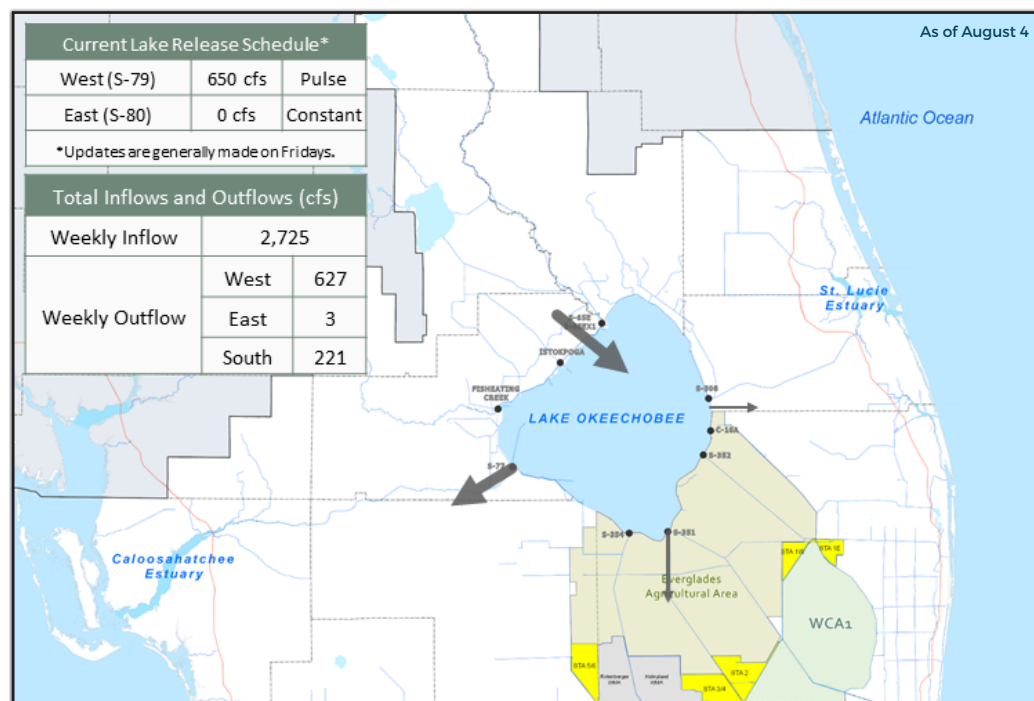 Current Lake Release Schedule*
West (S-79) 650 cfs Pulse
East (S-80) 0 cfs Constant
*Updates are generally made on Fridays.
Total Inflows and Outflows (cfs)
Weekly Inflow 2,725
Weekly Outflow
West 627
East 3
South 221
As of August 4
Atlantic Ocean
St. Lucie
Estuary
S-65E
S-65EX1
ISTOKPOGA
FISHEATING
CREEK
LAKE OKEECHOBEE
S-308
C-10A
S-352
S-77
S-354
S-351
Caloosahatchee
Estuary
Everglades
Agricultural Area
STA 1W
STA 1E
WCA1
STA 5/6
STA 2
STA 3/4